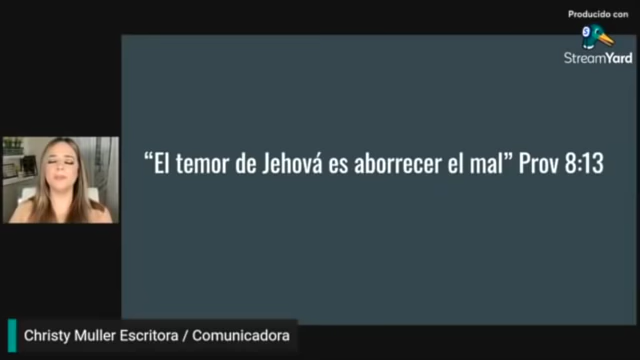 Producido con
StreamYard
“El temor de Jehová es aborrecer el mal” Prov 8:13
Christy Muller Escritora / Comunicadora